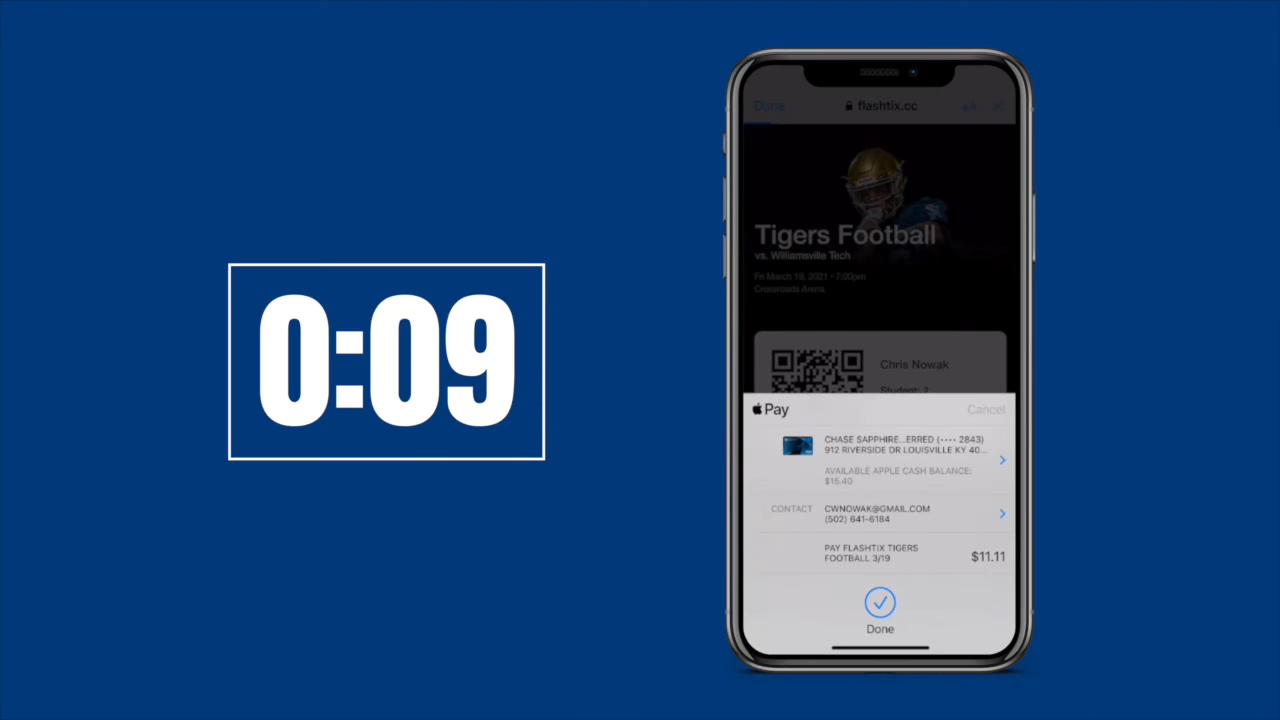 0:09
Done
flashtix.cc
AA
Tigers Football
vs. Williamsville Tech
Fri March 19, 2021 • 7:00pm
Crossroads Arena
Chris Nowak
Student: 2
Pay
Cancel
CHASE SAPPHIRE...ERRED (•••• 2843)
912 RIVERSIDE DR LOUISVILLE KY 40...
AVAILABLE APPLE CASH BALANCE:
$15.40
CONTACT
CWNOWAK@GMAIL.COM
(502) 641-6184
PAY FLASHTIX TIGERS
FOOTBALL 3/19
$11.11
Done